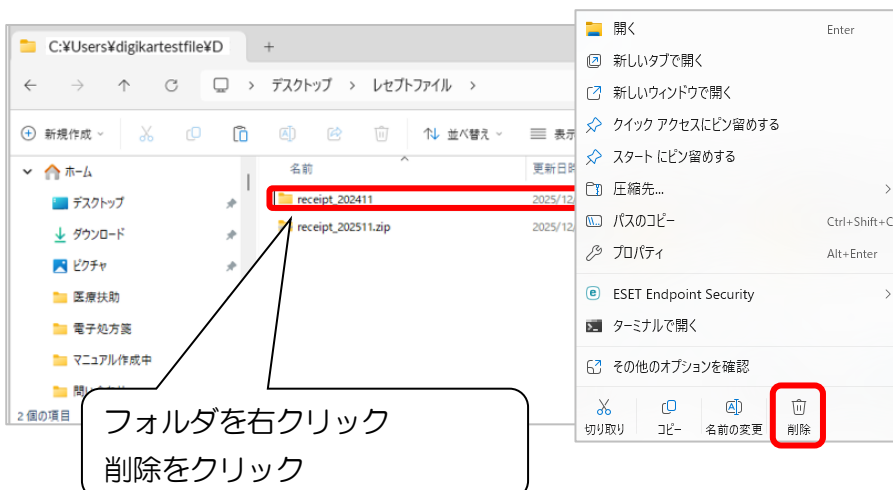 C:¥Users¥digikartestfile¥D
デスクトップ
レセプトファイル
新規作成
並べ替え
表示
名前
更新日時
ホーム
デスクトップ
ダウンロード
ピクチャ
医療扶助
電子処方箋
マニュアル作成中
receipt_202411
2025/12/
receipt_202511.zip
2025/12/
2 個の項目
フォルダを右クリック
削除をクリック
開く Enter
新しいタブで開く
新しいウィンドウで開く
クイック アクセスにピン留めする
スタート にピン留めする
圧縮先...
パスのコピー Ctrl+Shift+C
プロパティ Alt+Enter
ESET Endpoint Security
ターミナルで開く
その他のオプションを確認
切り取り コピー 名前の変更 削除